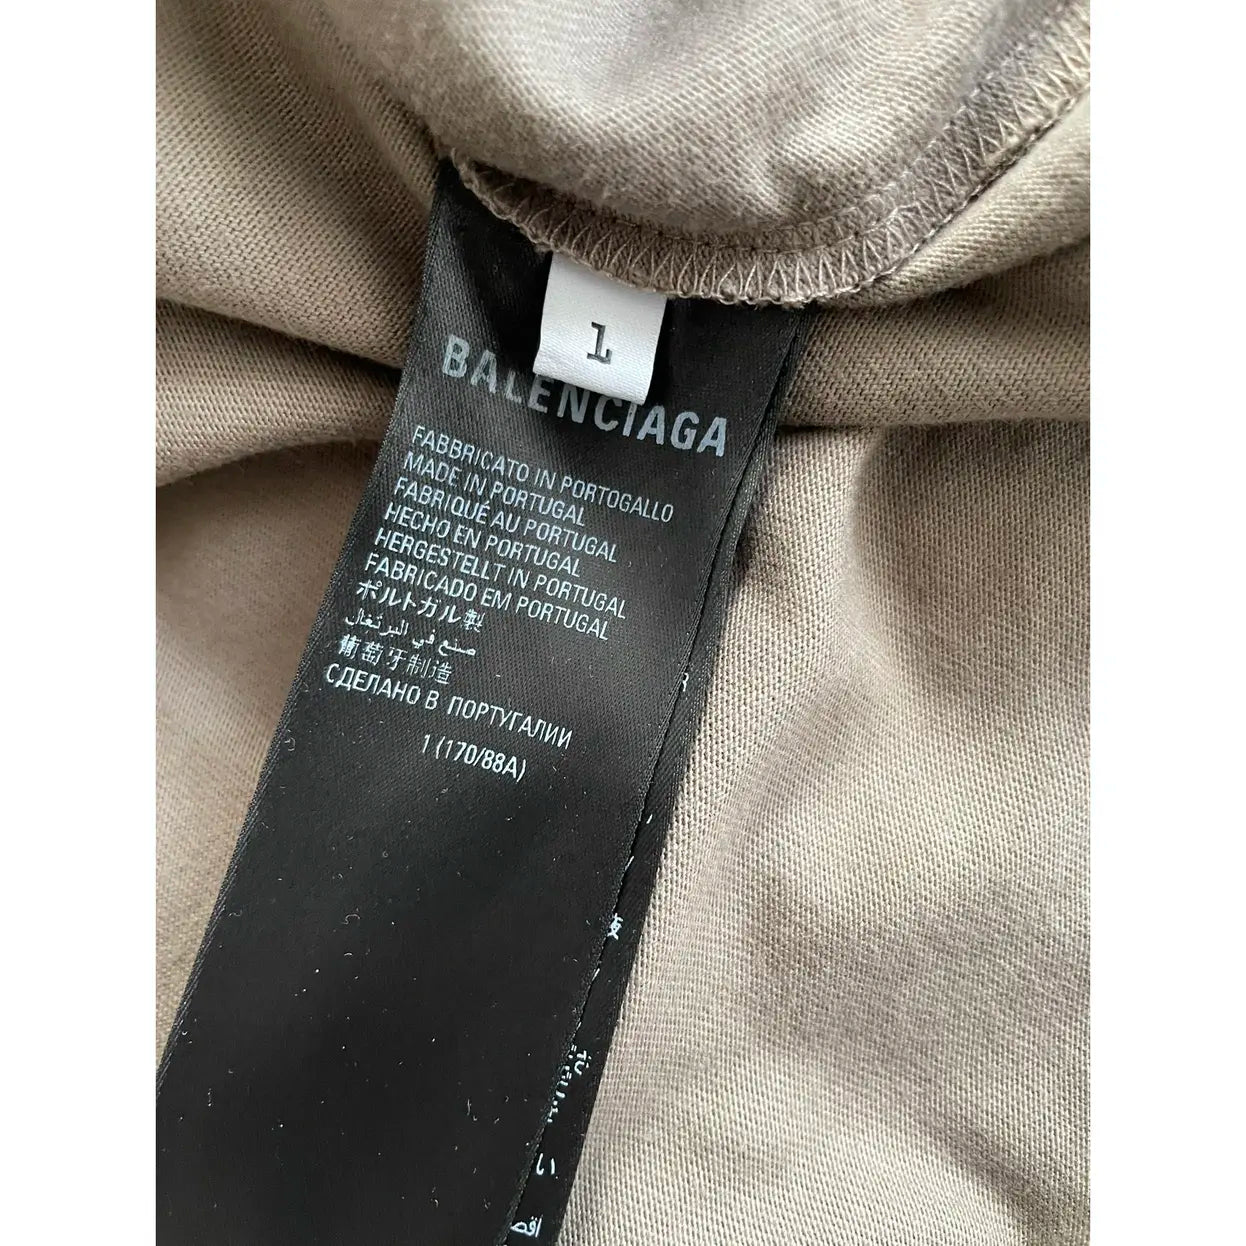 1
BALENCIAGA
FABBRICATO IN PORTOGALLO
MADE IN PORTUGAL
FABRIQUÉ AU PORTUGAL
HECHO EN PORTUGAL
HERGESTELLT IN PORTUGAL
FABRICADO EM PORTUGAL
ポルトガル製
صنع في البرتغال
葡萄牙制造
СДЕЛАНО В ПОРТУГАЛИИ
1 (170/88A)